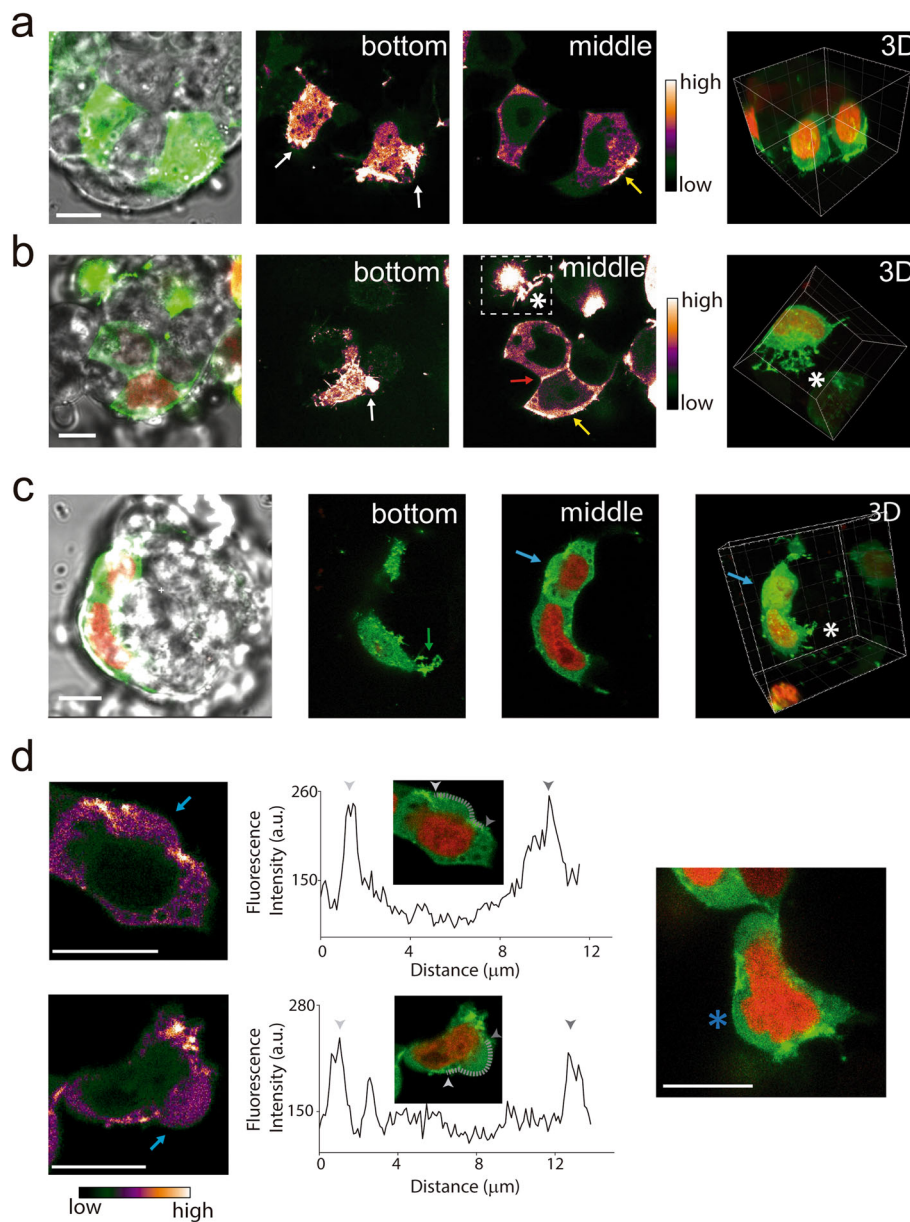 a
bottom
middle
high
low
3D
b
bottom
middle
*
high
low
3D
*
c
bottom
middle
3D
*
d
260
150
Fluorescence
Intensity (a.u.)
0 4 8 12
Distance (μm)
280
150
Fluorescence
Intensity (a.u.)
0 4 8 12
Distance (μm)
*
low high